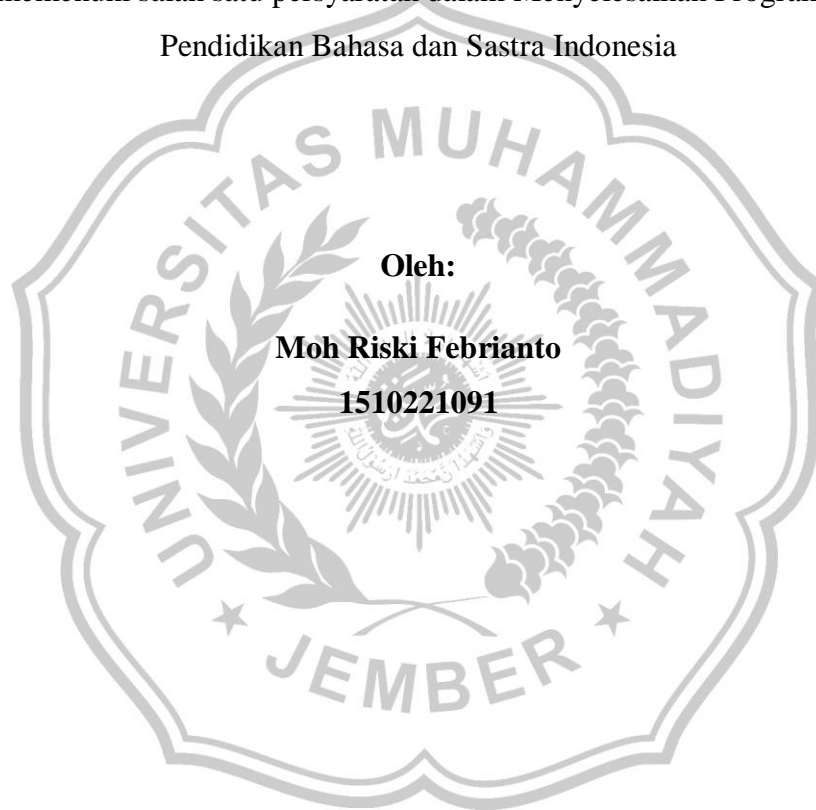 memenuhi salah satu persyaratan dalam Menyelesaikan Program
Pendidikan Bahasa dan Sastra Indonesia
Oleh:
Moh Riski Febrianto
1510221091
UNIVERSITAS MUHAMMADIYAH
JEMBER